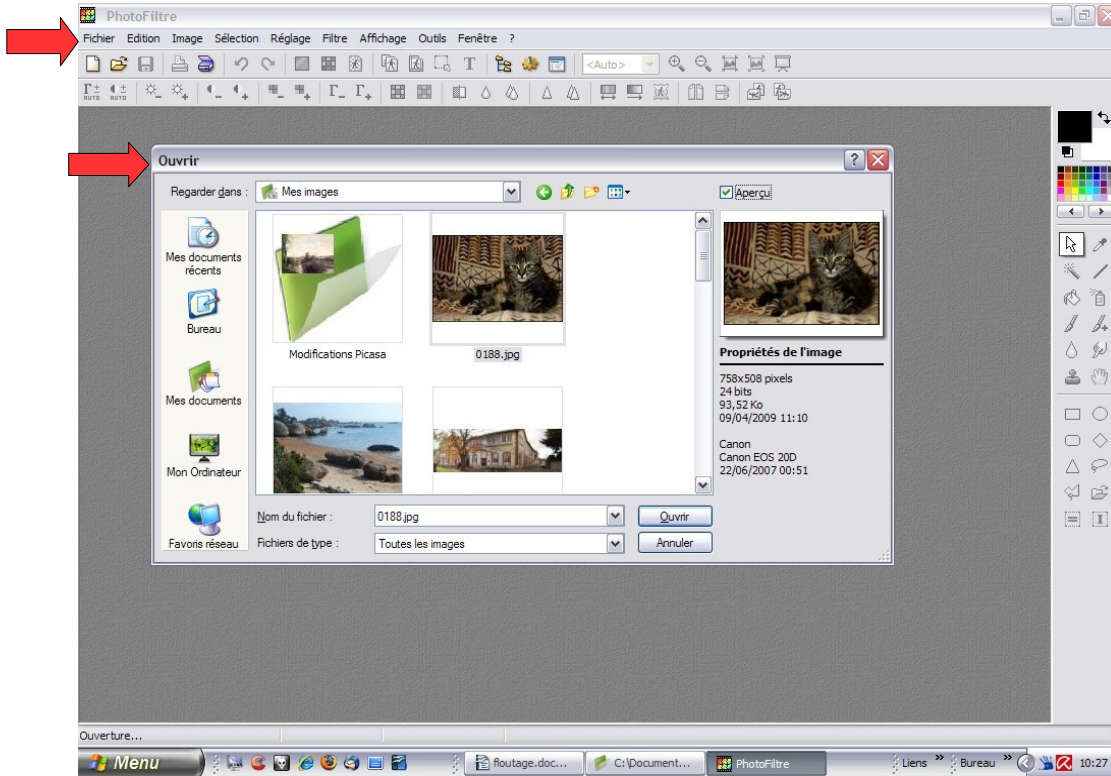 PhotoFiltre
Fichier Edition Image Sélection Réglage Filtre Affichage Outils Fenêtre ?
T <Auto>
AUTO AUTO
Ouvrir
Regarder dans : Mes images Aperçu
Mes documents récents
Bureau
Mes documents
Mon Ordinateur
Favoris réseau
Modifications Picasa 0188.jpg
Propriétés de l'image
758x508 pixels
24 bits
93,52 Ko
09/04/2009 11:10
Canon
Canon EOS 20D
22/06/2007 00:51
Nom du fichier : 0188.jpg Ouvrir
Fichiers de type : Toutes les images Annuler
Ouverture...
Menu floutage.doc... C:\Document... PhotoFiltre Liens » Bureau » 10:27